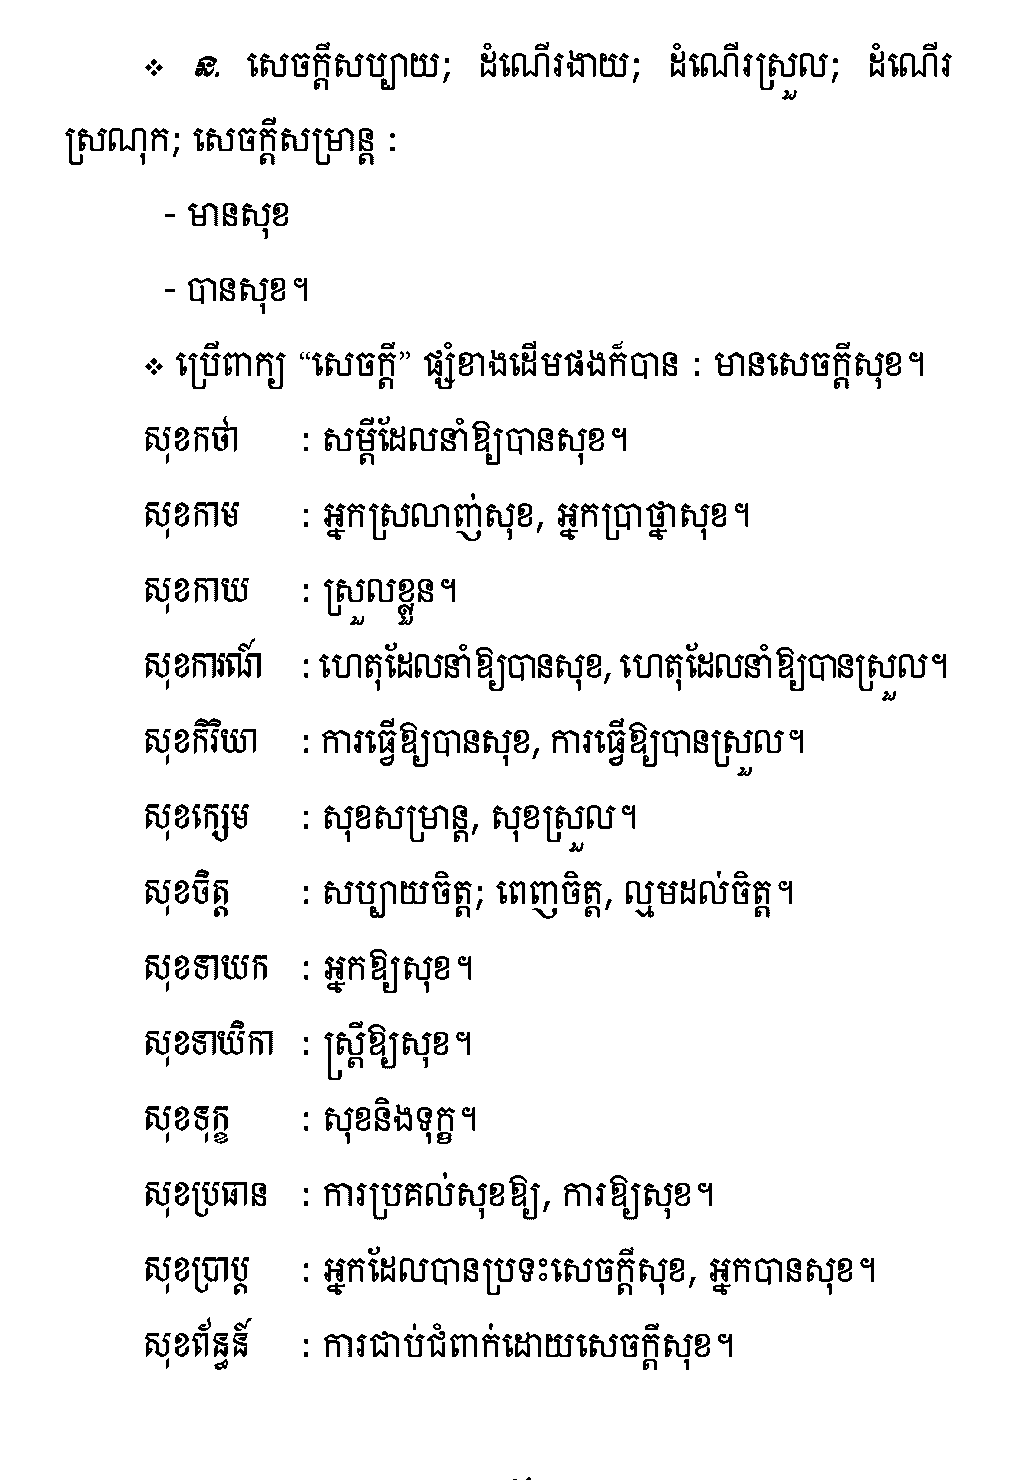 ❖ ន. សេចក្ដីសប្បាយ; ដំណើរងាយ; ដំណើរស្រួល; ដំណើរ
ស្រណុក; សេចក្ដីសម្រាន្ត :
- មានសុខ
- បានសុខ។
❖ ប្រើពាក្យ “សេចក្ដី” ផ្សំខាងដើមផងក៏បាន : មានសេចក្ដីសុខ។
សុខកថា : សម្ដីដែលនាំឱ្យបានសុខ។
សុខកាម : អ្នកស្រលាញ់សុខ, អ្នកប្រាថ្នាសុខ។
សុខកាយ : ស្រួលខ្លួន។
សុខការណ៍ : ហេតុដែលនាំឱ្យបានសុខ, ហេតុដែលនាំឱ្យបានស្រួល។
សុខកិរិយា : ការធ្វើឱ្យបានសុខ, ការធ្វើឱ្យបានស្រួល។
សុខក្សេម : សុខសម្រាន្ត, សុខស្រួល។
សុខចិត្ត : សប្បាយចិត្ត; ពេញចិត្ត, ល្មមដល់ចិត្ត។
សុខទាយក : អ្នកឱ្យសុខ។
សុខទាយិកា : ស្ត្រីឱ្យសុខ។
សុខទុក្ខ : សុខនិងទុក្ខ។
សុខប្រធាន : ការប្រគល់សុខឱ្យ, ការឱ្យសុខ។
សុខប្រាប្ត : អ្នកដែលបានប្រទះសេចក្ដីសុខ, អ្នកបានសុខ។
សុខព័ន្ធន៍ : ការជាប់ជំពាក់ដោយសេចក្ដីសុខ។